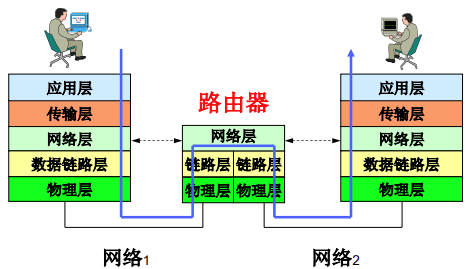 路由器
应用层
传输层
网络层
数据链路层
物理层
网络层
链路层 链路层
物理层 物理层
应用层
传输层
网络层
数据链路层
物理层
网络1
网络2